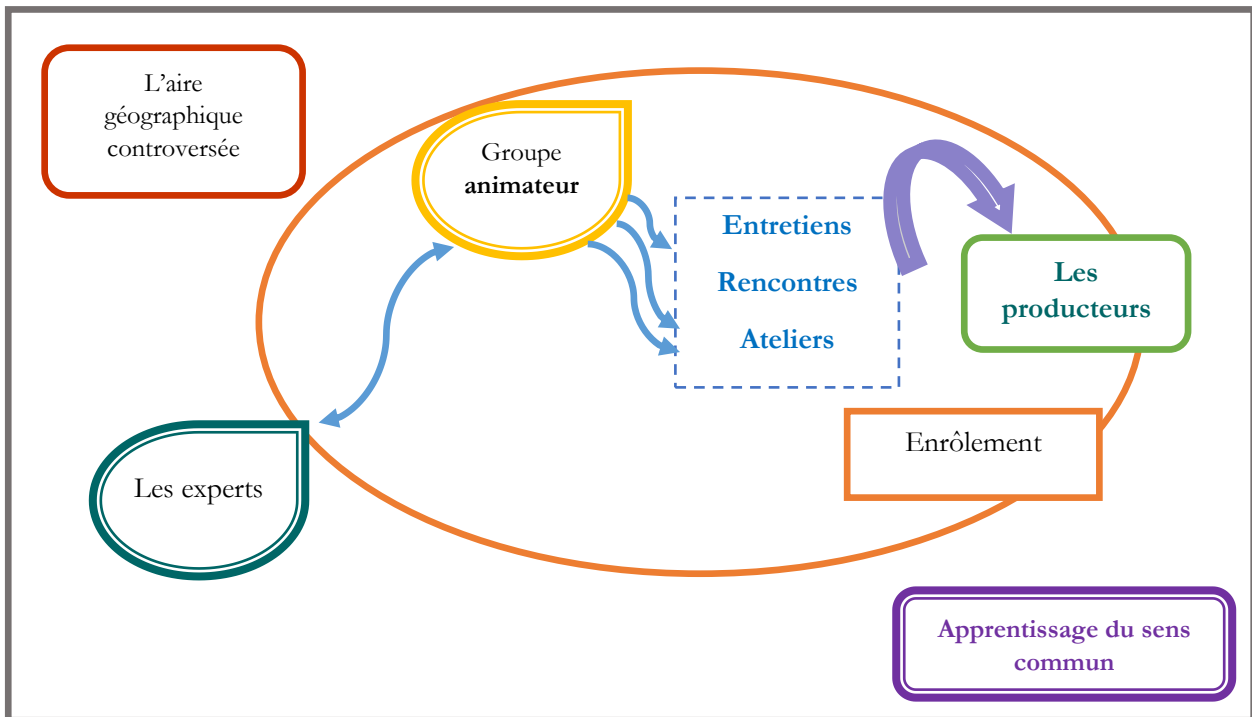 L’aire
géographique
controversée
Groupe
animateur
Entretiens
Rencontres
Ateliers
Les
producteurs
Enrôlement
Les experts
Apprentissage du sens
commun